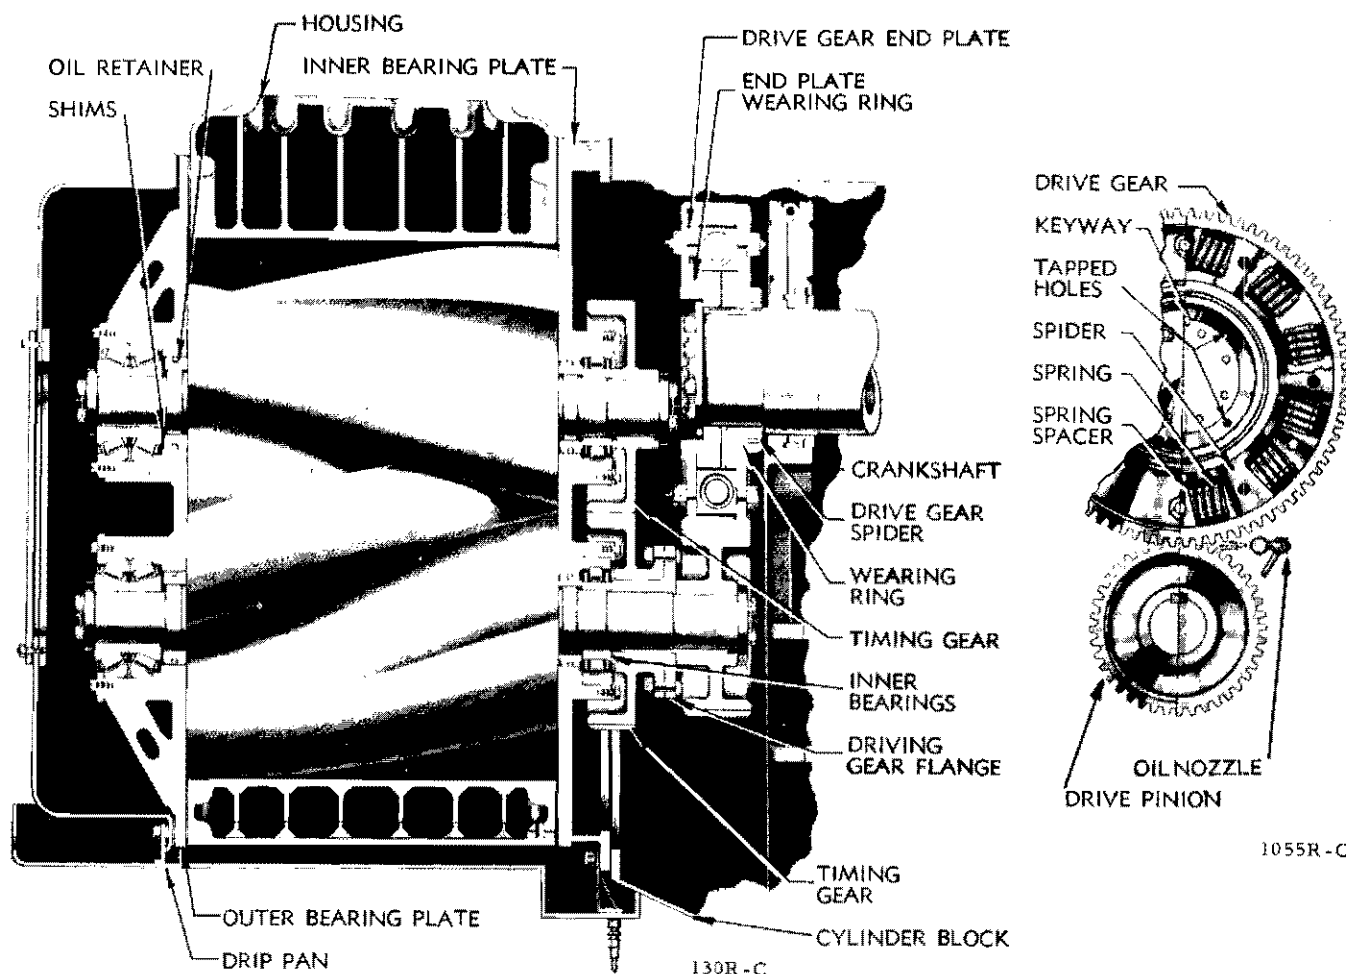 HOUSING
OIL RETAINER
INNER BEARING PLATE
SHIMS
DRIVE GEAR END PLATE
END PLATE
WEARING RING
CRANKSHAFT
DRIVE GEAR
SPIDER
WEARING
RING
TIMING GEAR
INNER
BEARINGS
DRIVING
GEAR FLANGE
TIMING
GEAR
CYLINDER BLOCK
OUTER BEARING PLATE
DRIP PAN
130R-C
DRIVE GEAR
KEYWAY
TAPPED
HOLES
SPIDER
SPRING
SPRING
SPACER
OIL NOZZLE
DRIVE PINION
1055R-C